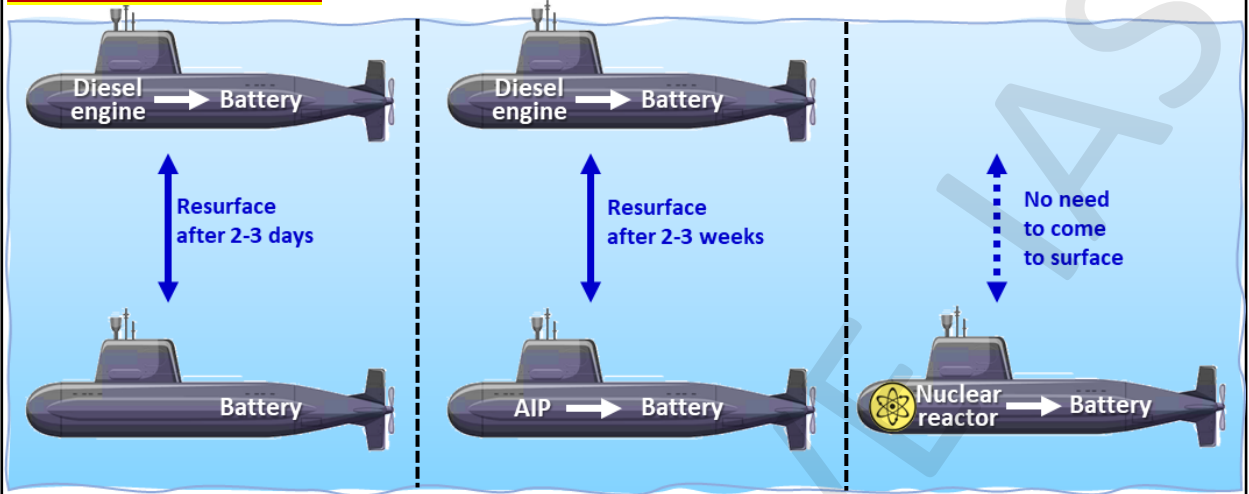 Diesel
engine
Battery
Diesel
engine
Battery
Resurface
after 2-3 days
Resurface
after 2-3 weeks
No need
to come
to surface
Battery
AIP
Battery
Nuclear
reactor
Battery
IAS